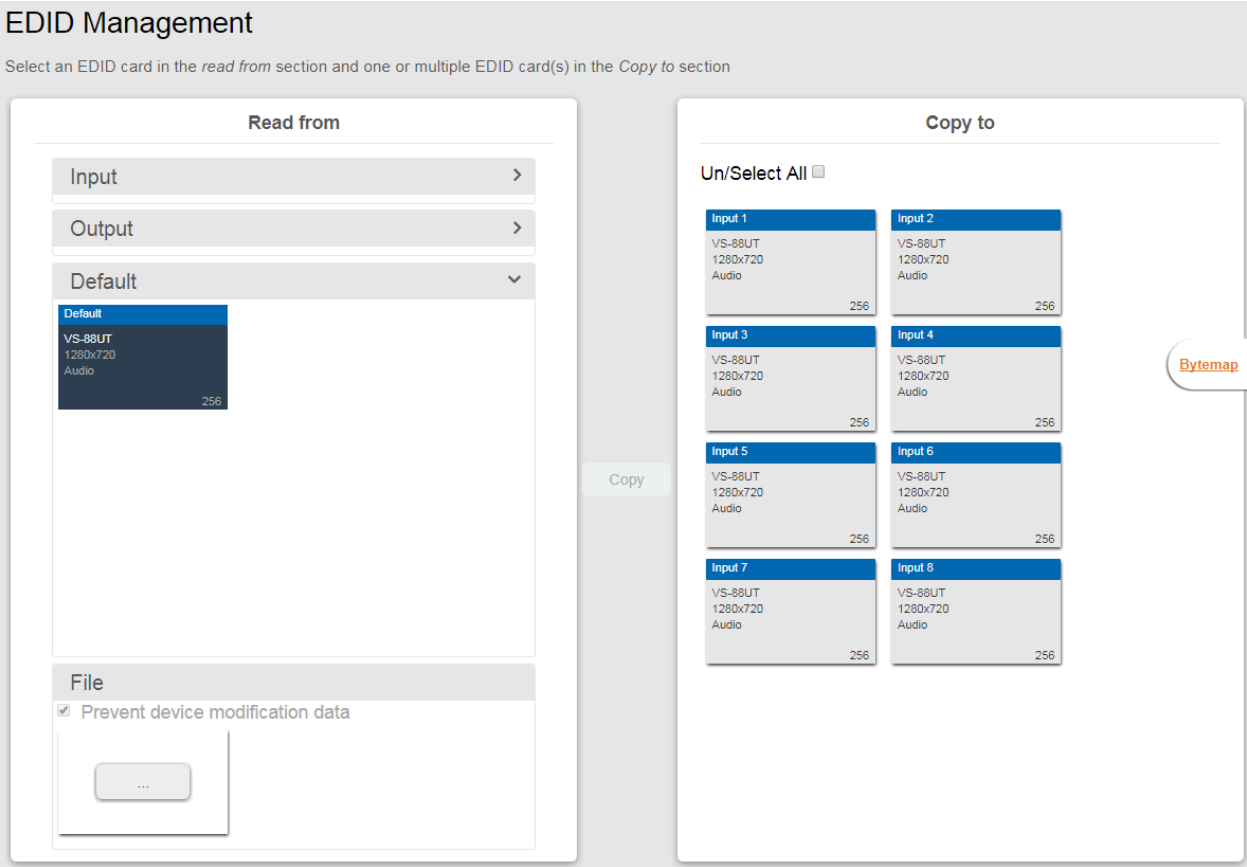 EDID Management
Select an EDID card in the read from section and one or multiple EDID card(s) in the Copy to section
Read from
Input
Output
Default
Default
VS-88UT
1280x720
Audio
256
File
Prevent device modification data
...
Copy
Copy to
Un/Select All
Input 1
VS-88UT
1280x720
Audio
256
Input 2
VS-88UT
1280x720
Audio
256
Input 3
VS-88UT
1280x720
Audio
256
Input 4
VS-88UT
1280x720
Audio
256
Input 5
VS-88UT
1280x720
Audio
256
Input 6
VS-88UT
1280x720
Audio
256
Input 7
VS-88UT
1280x720
Audio
256
Input 8
VS-88UT
1280x720
Audio
256
Bytemap